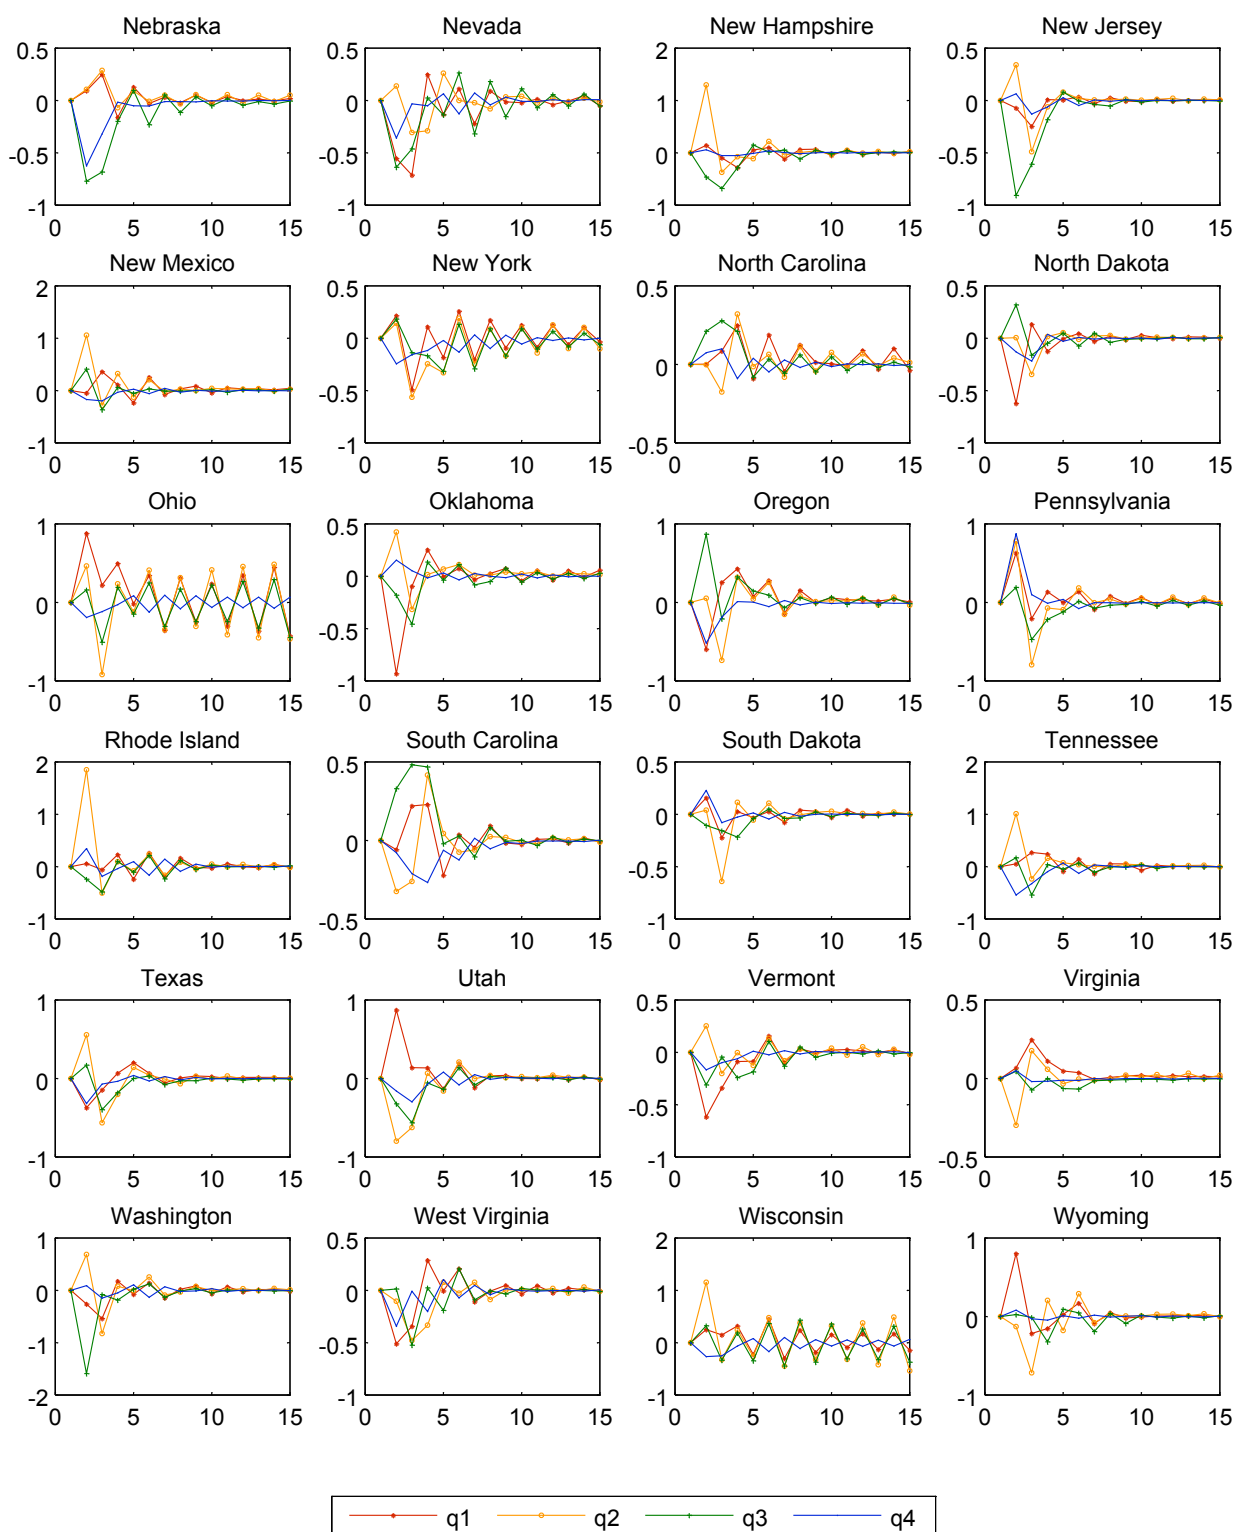 Nebraska Nevada New Hampshire New Jersey
0.5 0.5 2 0.5
0 0 1 0
-0.5 -0.5 0 -0.5
-1 -1 -1 -1
0 5 10 15 0 5 10 15 0 5 10 15 0 5 10 15
New Mexico New York North Carolina North Dakota
2 0.5 0.5 0.5
1 0 0 0
0 -0.5 -0.5
-1 -1 -0.5 -1
0 5 10 15 0 5 10 15 0 5 10 15 0 5 10 15
Ohio Oklahoma Oregon Pennsylvania
1 0.5 1 1
0 0 0 0
-0.5
-1 -1 -1 -1
0 5 10 15 0 5 10 15 0 5 10 15 0 5 10 15
Rhode Island South Carolina South Dakota Tennessee
2 0.5 0.5 2
1 0 0 1
0 -0.5 0
-1 -0.5 -1 -1
0 5 10 15 0 5 10 15 0 5 10 15 0 5 10 15
Texas Utah Vermont Virginia
1 1 0.5 0.5
0 0 0 0
-0.5
-1 -1 -1 -0.5
0 5 10 15 0 5 10 15 0 5 10 15 0 5 10 15
Washington West Virginia Wisconsin Wyoming
1 0.5 2 1
0 0 1 0
-1 -0.5 0
-2 -1 -1 -1
0 5 10 15 0 5 10 15 0 5 10 15 0 5 10 15
q1 q2 q3 q4